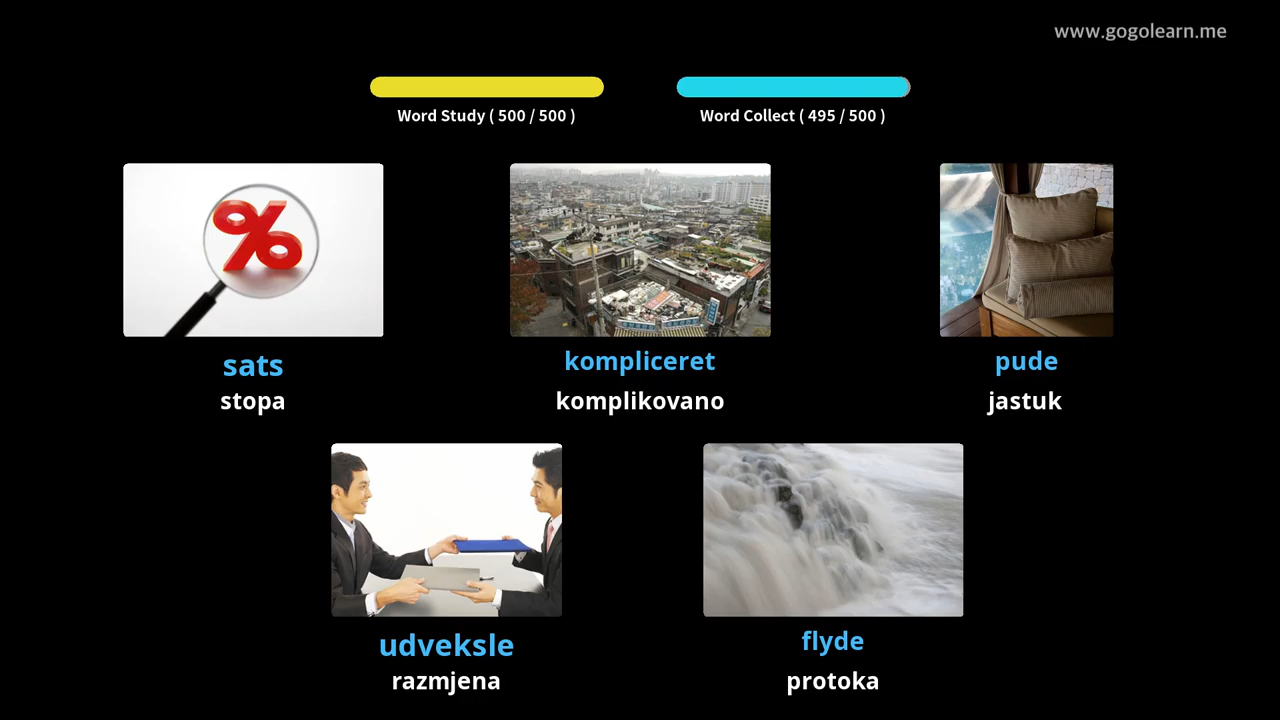 www.gogolearn.me
Word Study ( 500 / 500 )
Word Collect ( 495 / 500 )
%
sats
stopa
kompliceret
komplikovano
pude
jastuk
udveksle
razmjena
flyde
protoka